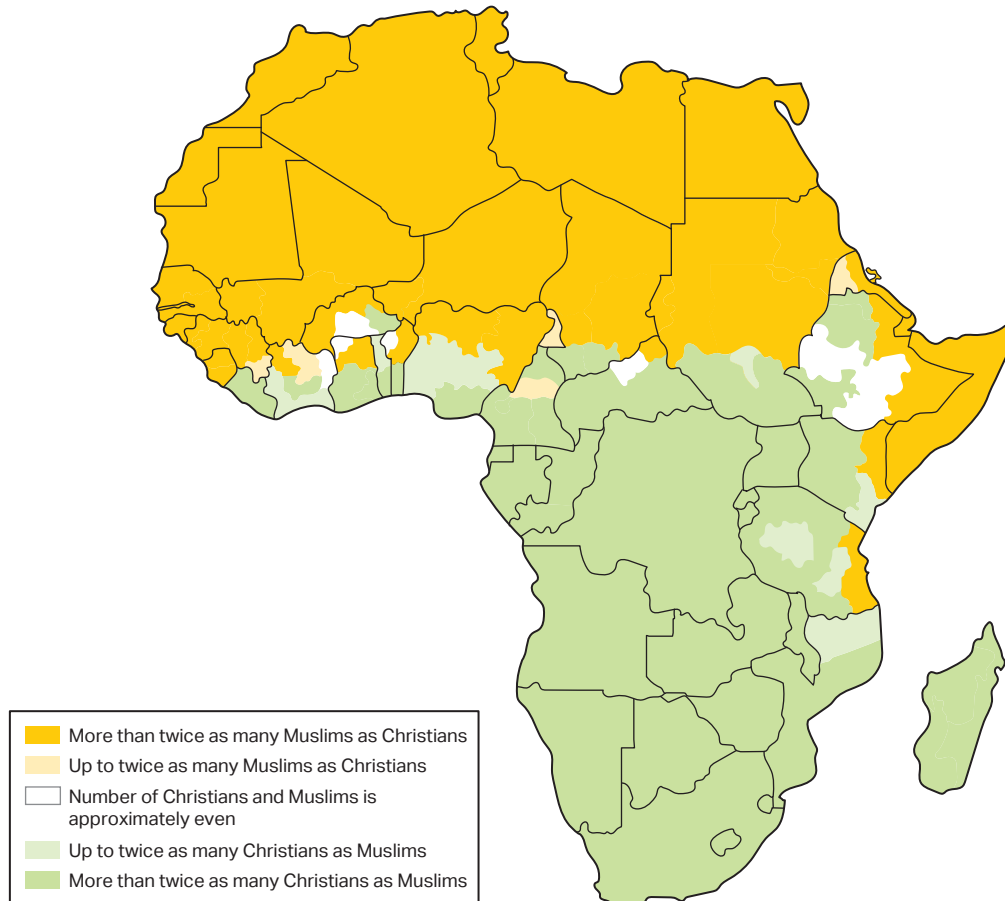 More than twice as many Muslims as Christians
Up to twice as many Muslims as Christians
Number of Christians and Muslims is
approximately even
Up to twice as many Christians as Muslims
More than twice as many Christians as Muslims